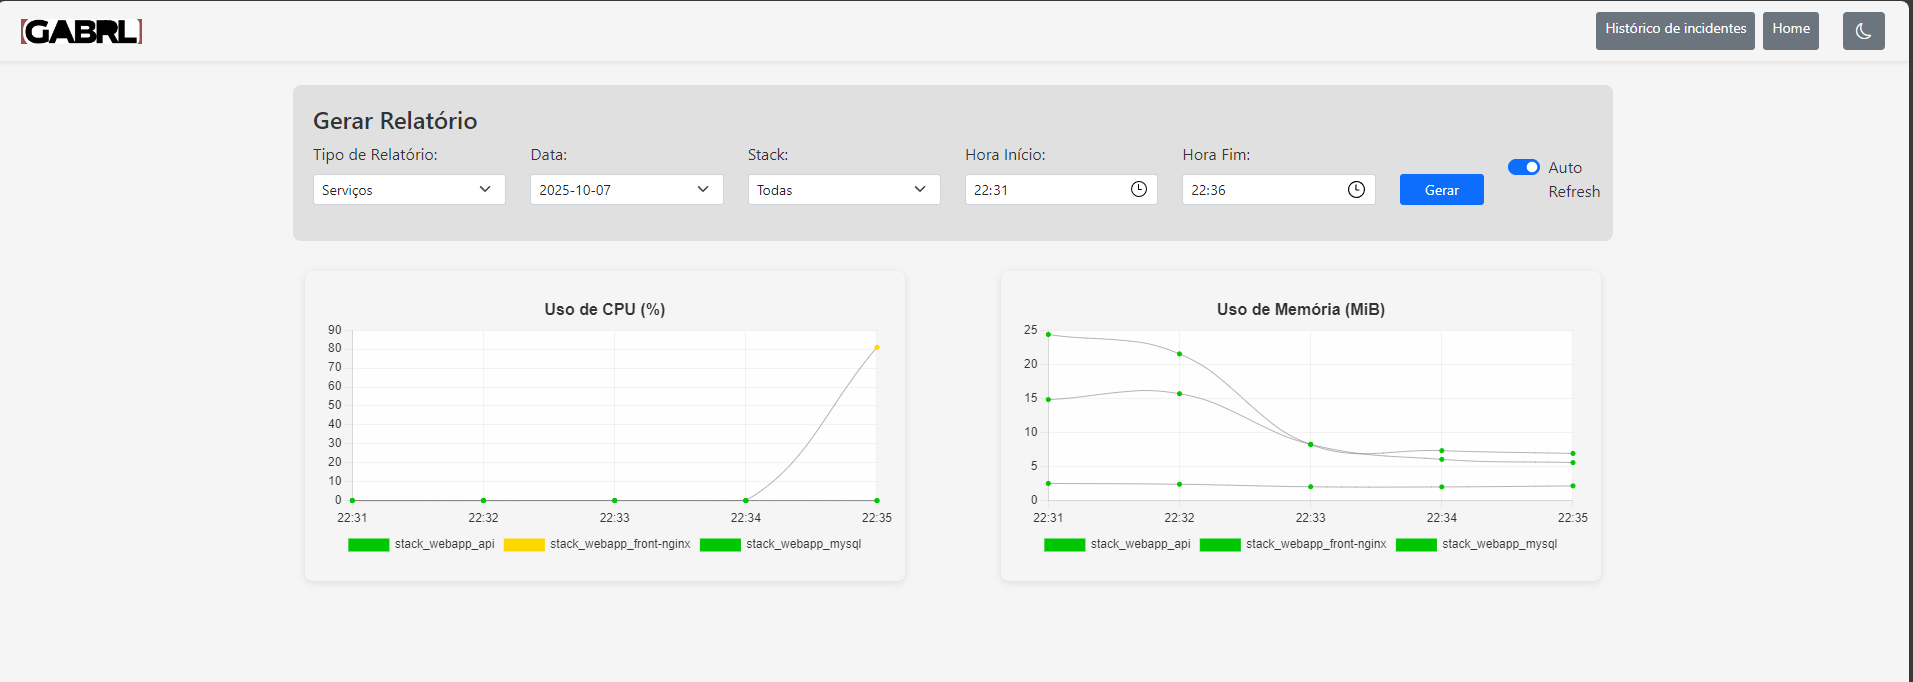 [GABRL]
Histórico de incidentes
Home
Gerar Relatório
Tipo de Relatório:
Data:
Stack:
Hora Início:
Hora Fim:
Serviços
2025-10-07
Todas
22:31
22:36
Gerar
Auto
Refresh
Uso de CPU (%)
90
80
70
60
50
40
30
20
10
0
22:31 22:32 22:33 22:34 22:35
stack_webapp_api stack_webapp_front-nginx stack_webapp_mysql
Uso de Memória (MiB)
25
20
15
10
5
0
22:31 22:32 22:33 22:34 22:35
stack_webapp_api stack_webapp_front-nginx stack_webapp_mysql